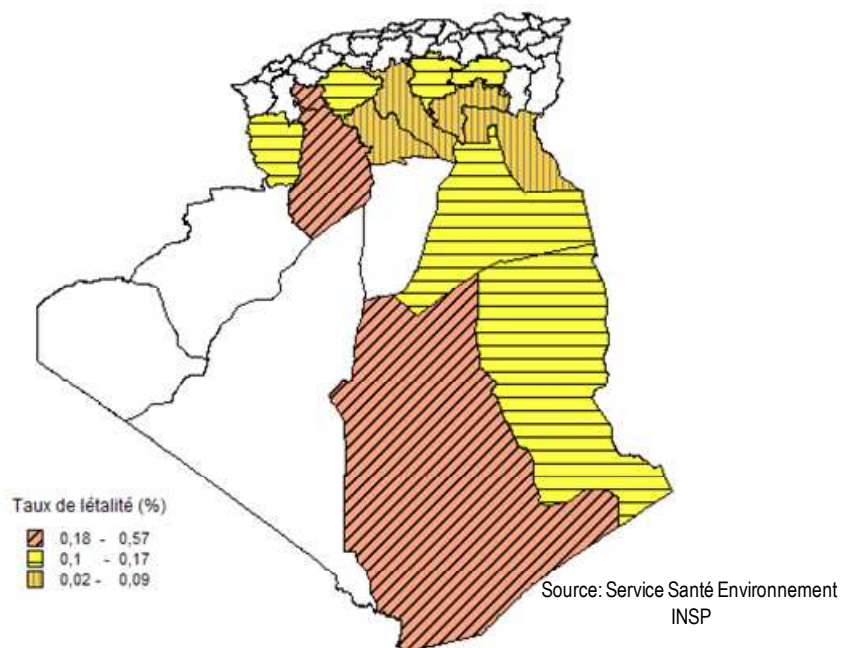 Taux de létalité (%)
0,18 - 0,57
0,1 - 0,17
0,02 - 0,09
Source: Service Santé Environnement
INSP